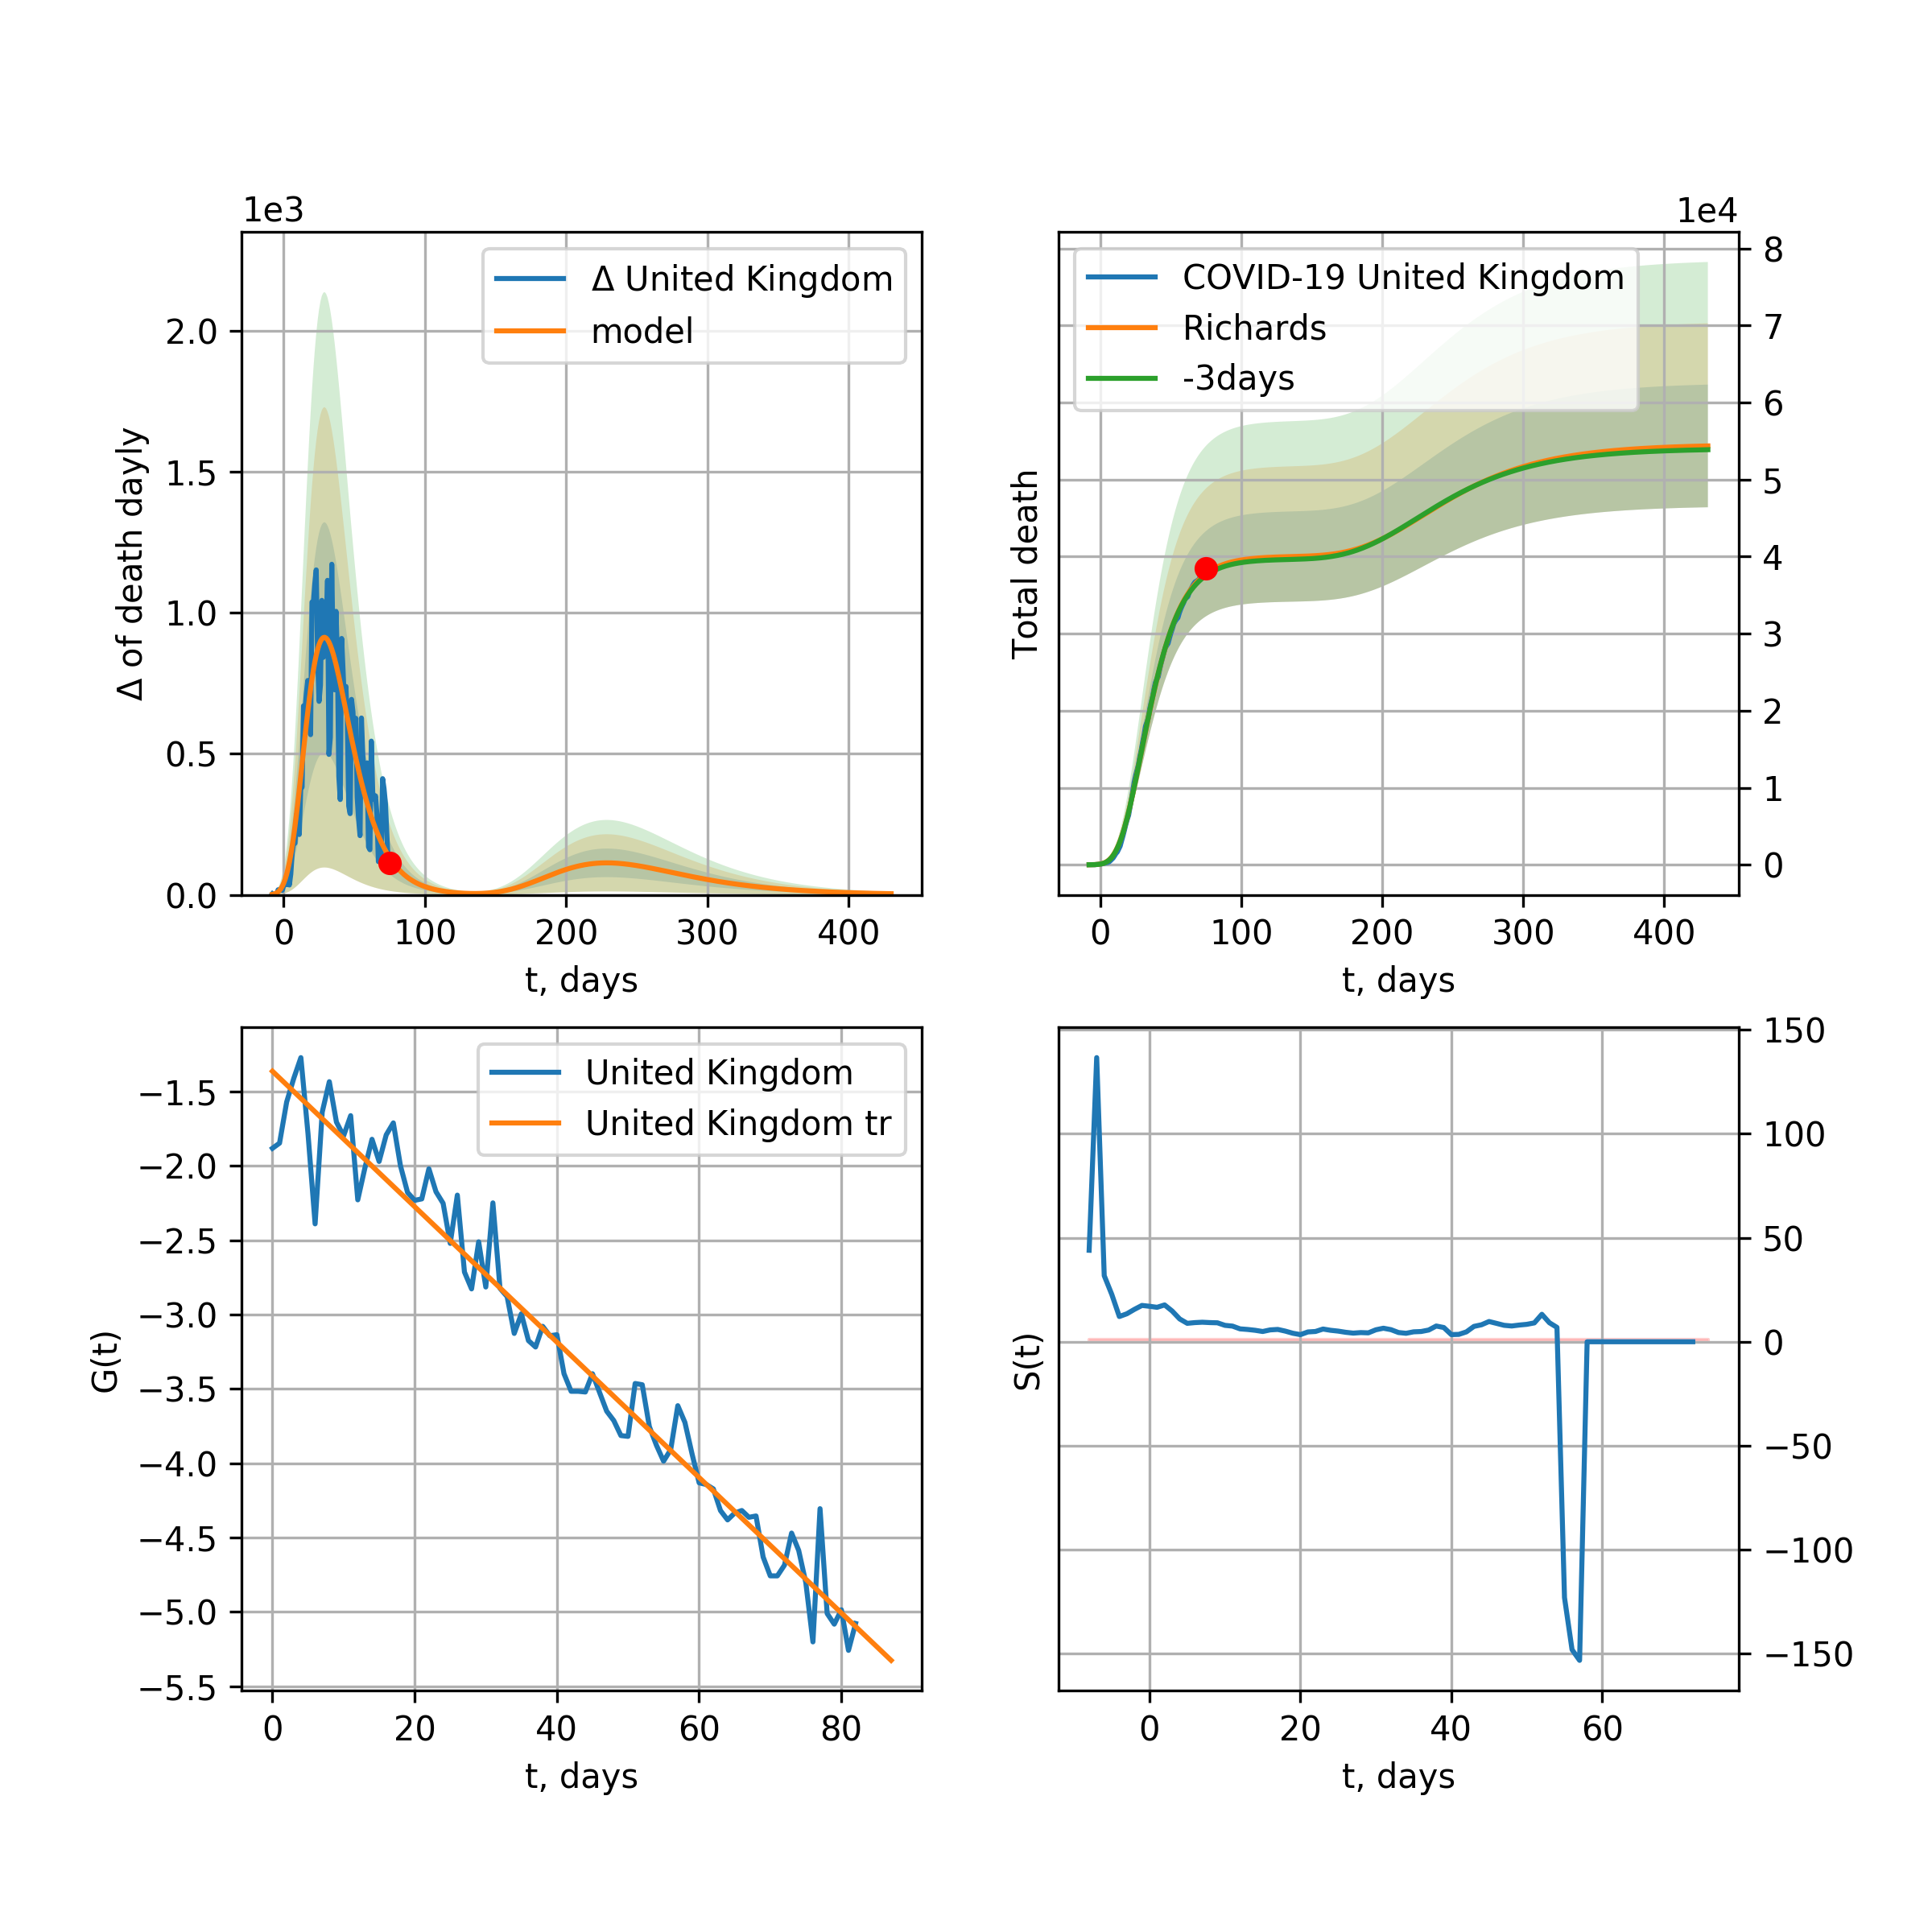 1e3
Δ United Kingdom
model
2.0
1.5
1.0
0.5
0.0
Δ of death dayly
0 100 200 300 400
t, days
1e4
COVID-19 United Kingdom
Richards
-3days
8
7
6
5
4
3
2
1
0
Total death
0 100 200 300 400
t, days
United Kingdom
United Kingdom tr
−1.5
−2.0
−2.5
−3.0
−3.5
−4.0
−4.5
−5.0
−5.5
G(t)
0 20 40 60 80
t, days
150
100
50
0
−50
−100
−150
S(t)
0 20 40 60
t, days